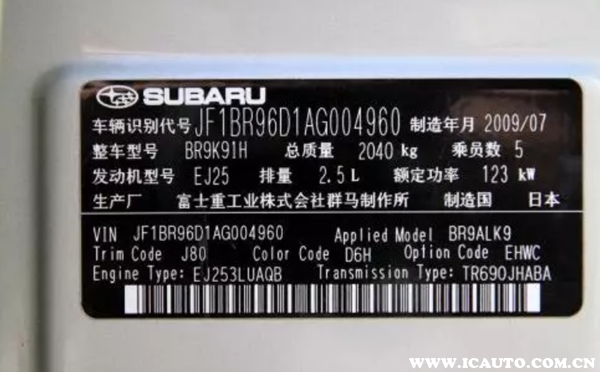 SUBARU
车辆识别代号 JF1BR96D1AG004960 制造年月 2009/07
整车型号 BR9K91H 总质量 2040 kg 乘员数 5
发动机型号 EJ25 排量 2.5L 额定功率 123 kW
生产厂 富士重工业株式会社群马制作所 制造国 日本
VIN JF1BR96D1AG004960 Applied Model BR9ALK9
Trim Code J80 Color Code D6H Option Code EHWC
Engine Type: EJ253LUAQB Transmission Type: TR690JHABA
WWW.ICAUTO.COM.CN